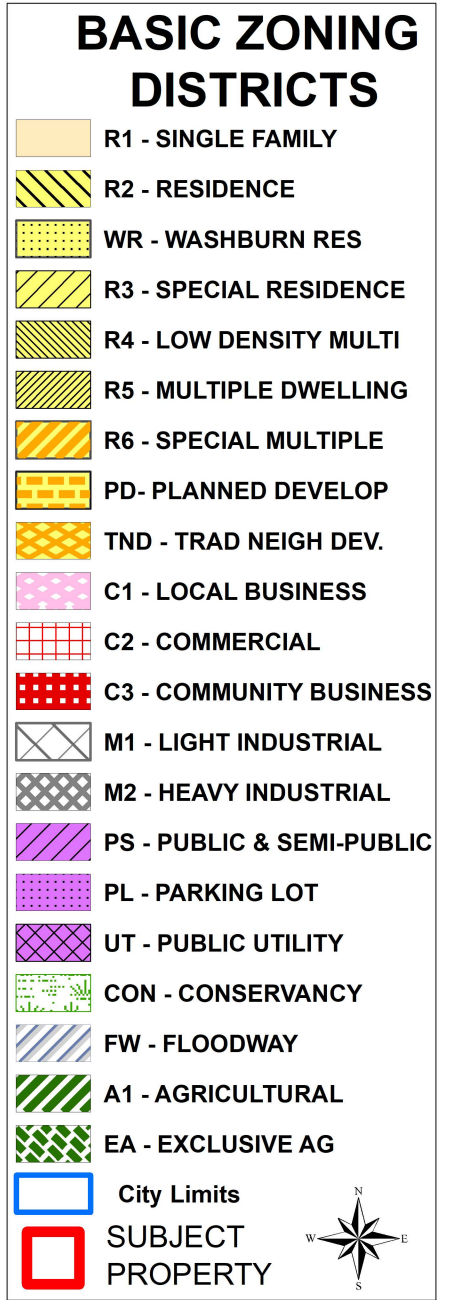 BASIC ZONING
DISTRICTS
R1 - SINGLE FAMILY
R2 - RESIDENCE
WR - WASHBURN RES
R3 - SPECIAL RESIDENCE
R4 - LOW DENSITY MULTI
R5 - MULTIPLE DWELLING
R6 - SPECIAL MULTIPLE
PD- PLANNED DEVELOP
TND - TRAD NEIGH DEV.
C1 - LOCAL BUSINESS
C2 - COMMERCIAL
C3 - COMMUNITY BUSINESS
M1 - LIGHT INDUSTRIAL
M2 - HEAVY INDUSTRIAL
PS - PUBLIC & SEMI-PUBLIC
PL - PARKING LOT
UT - PUBLIC UTILITY
CON - CONSERVANCY
FW - FLOODWAY
A1 - AGRICULTURAL
EA - EXCLUSIVE AG
City Limits
SUBJECT
PROPERTY
N
W E
S